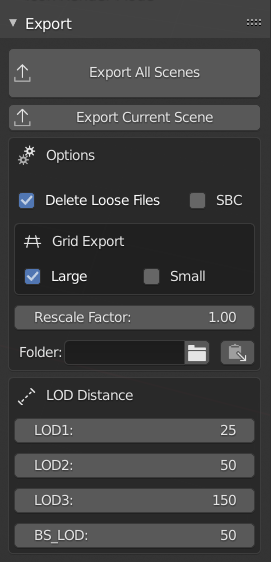 Export
Export All Scenes
Export Current Scene
Options
Delete Loose Files SBC
Grid Export
Large Small
Rescale Factor: 1.00
Folder:
LOD Distance
LOD1: 25
LOD2: 50
LOD3: 150
BS_LOD: 50